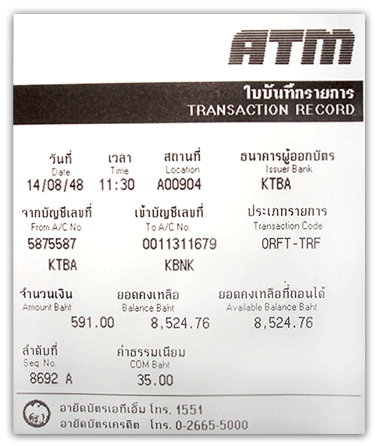 ATM
ใบบันทึกรายการ
TRANSACTION RECORD
วันที่ เวลา สถานที่ ธนาคารผู้ออกบัตร
Date Time Location Issuer Bank
14/08/48 11:30 A00904 KTBA
จากบัญชีเลขที่ เข้าบัญชีเลขที่ ประเภทรายการ
From A/C No. To A/C No. Transaction Code
5875587 0011311679 ORFT-TRF
KTBA KBNK
จำนวนเงิน ยอดคงเหลือ ยอดคงเหลือที่ถอนได้
Amount Baht Balance Baht Available Balance Baht
591.00 8,524.76 8,524.76
ลำดับที่ ค่าธรรมเนียม
Seq. No. COM Baht
8692 A 35.00
อายัดบัตรเอทีเอ็ม โทร. 1551
อายัดบัตรเครดิต โทร. 0-2665-5000